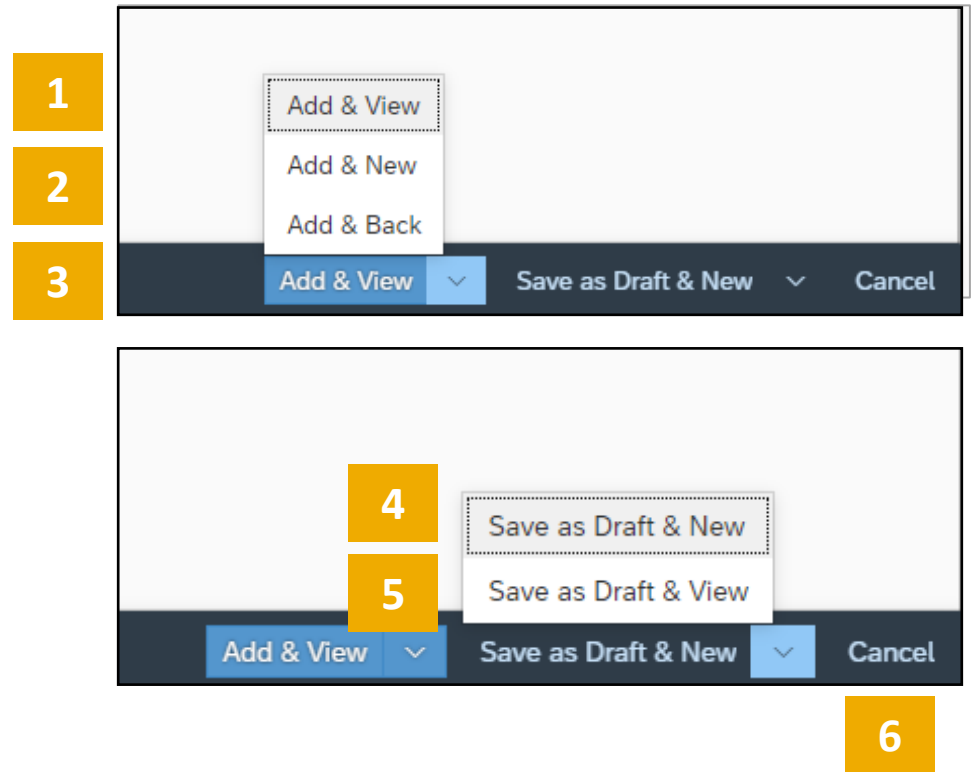 1
Add & View
2
Add & New
Add & Back
3
Add & View
Save as Draft & New
Cancel
4
Save as Draft & New
5
Save as Draft & View
Add & View
Save as Draft & New
Cancel
6